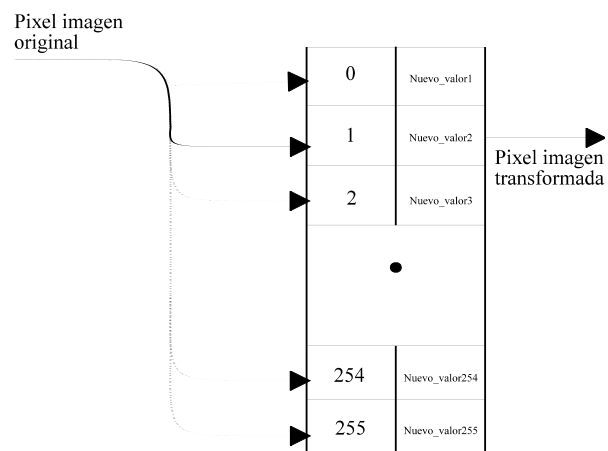 Pixel imagen
original
0 Nuevo_valor1
1 Nuevo_valor2
Pixel imagen
transformada
2 Nuevo_valor3
254 Nuevo_valor254
255 Nuevo_valor255